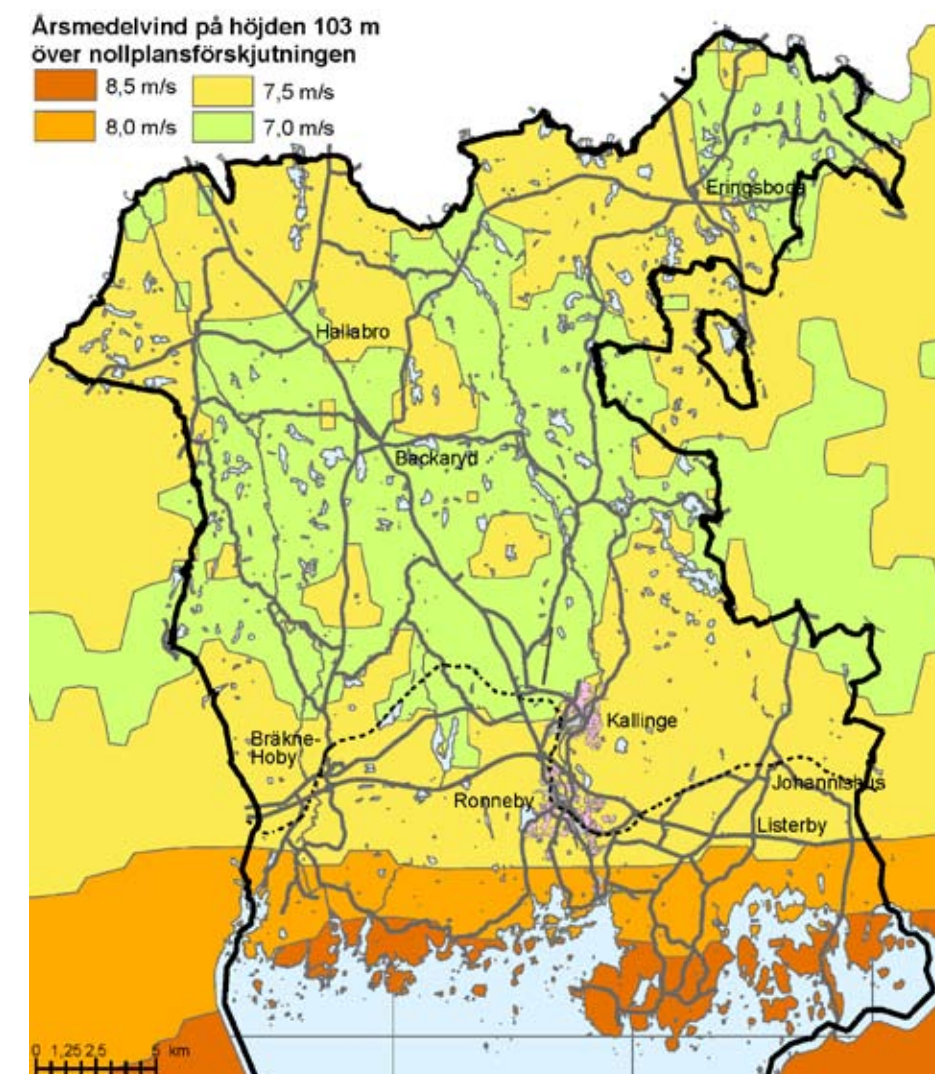 Årsmedelvind på höjden 103 m
över nollplansförskjutningen
8,5 m/s
7,5 m/s
8,0 m/s
7,0 m/s
Eringsboda
Hallabro
Backaryd
Kallinge
Bräkne-
Hoby
Johannishus
Ronneby
Listerby
0 1,25 2,5 5 km